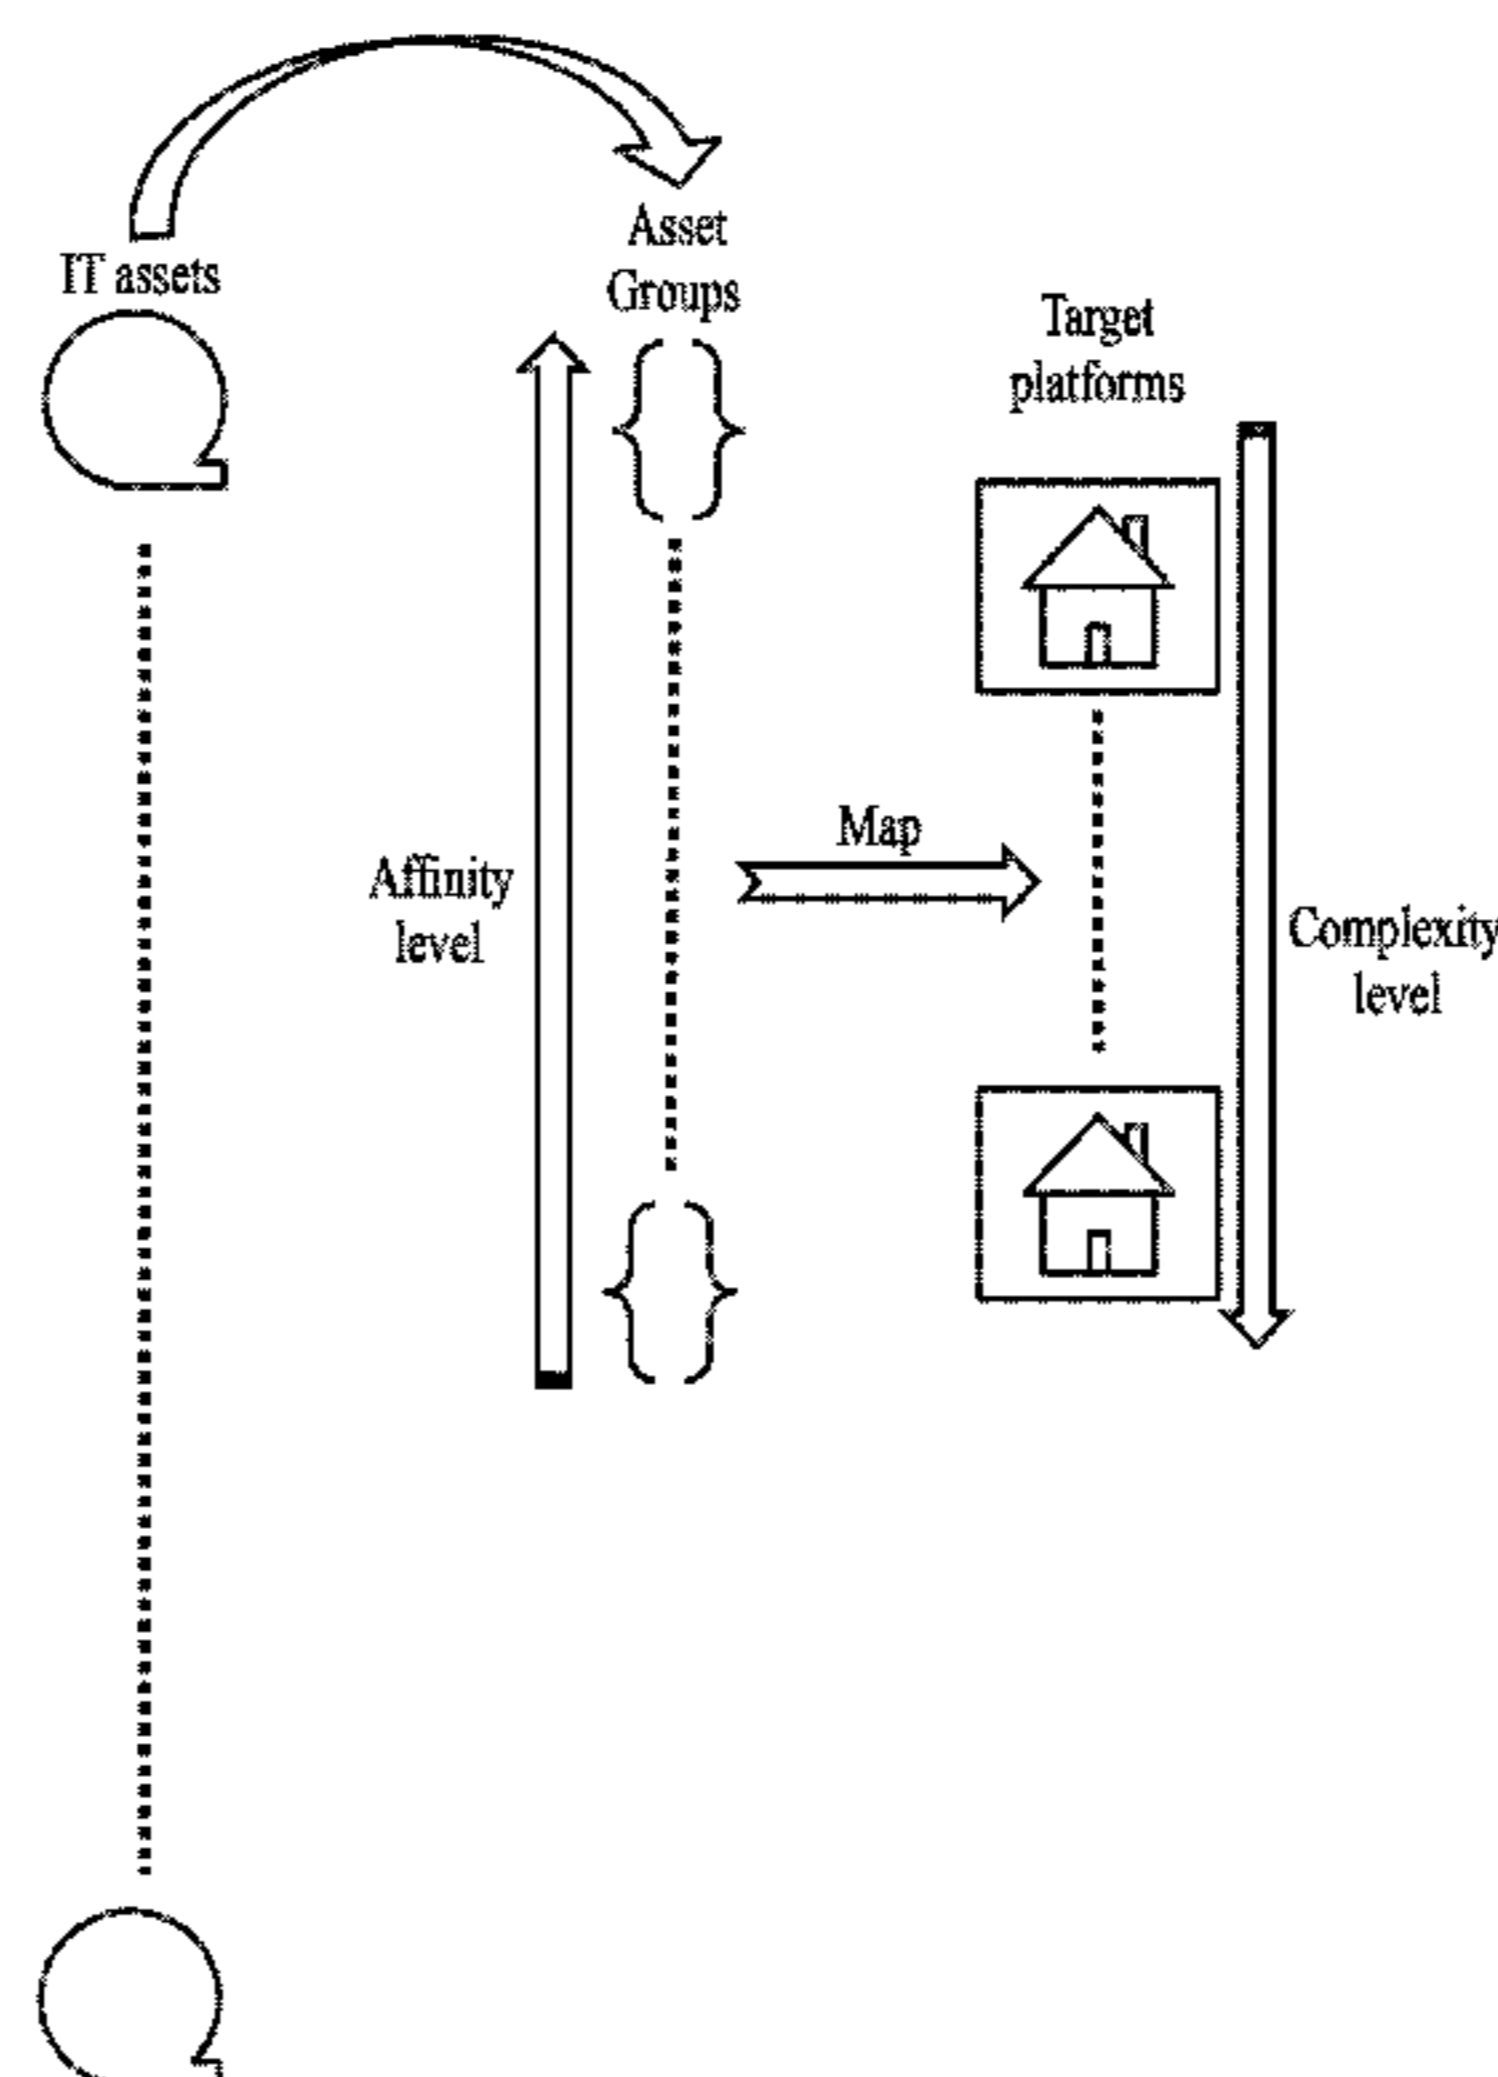 IT assets
Asset
Groups
Target
platforms
Map
Affinity
level
Complexity
level